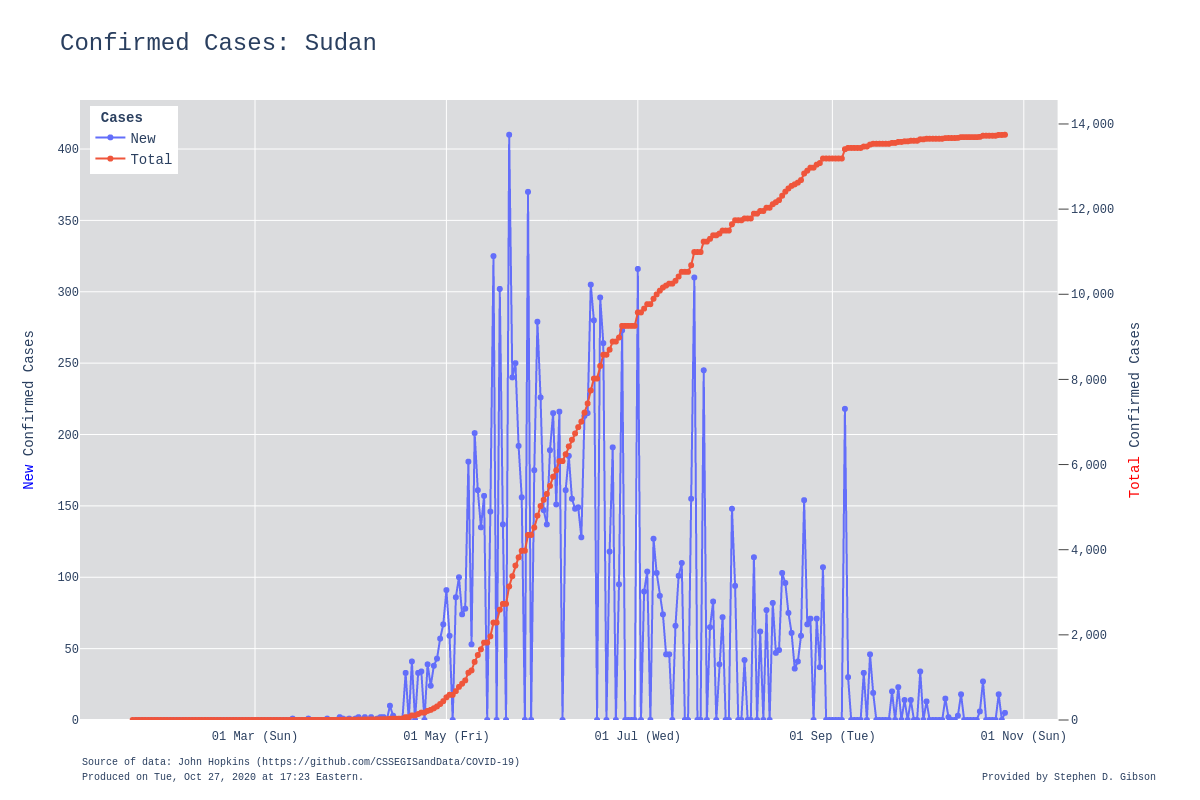 Confirmed Cases: Sudan
Cases
New
Total
400
350
300
250
200
150
100
50
0
14,000
12,000
10,000
8,000
6,000
4,000
2,000
0
New Confirmed Cases
Total Confirmed Cases
01 Mar (Sun)
01 May (Fri)
01 Jul (Wed)
01 Sep (Tue)
01 Nov (Sun)
Source of data: John Hopkins (https://github.com/CSSEGISandData/COVID-19)
Produced on Tue, Oct 27, 2020 at 17:23 Eastern.
Provided by Stephen D. Gibson